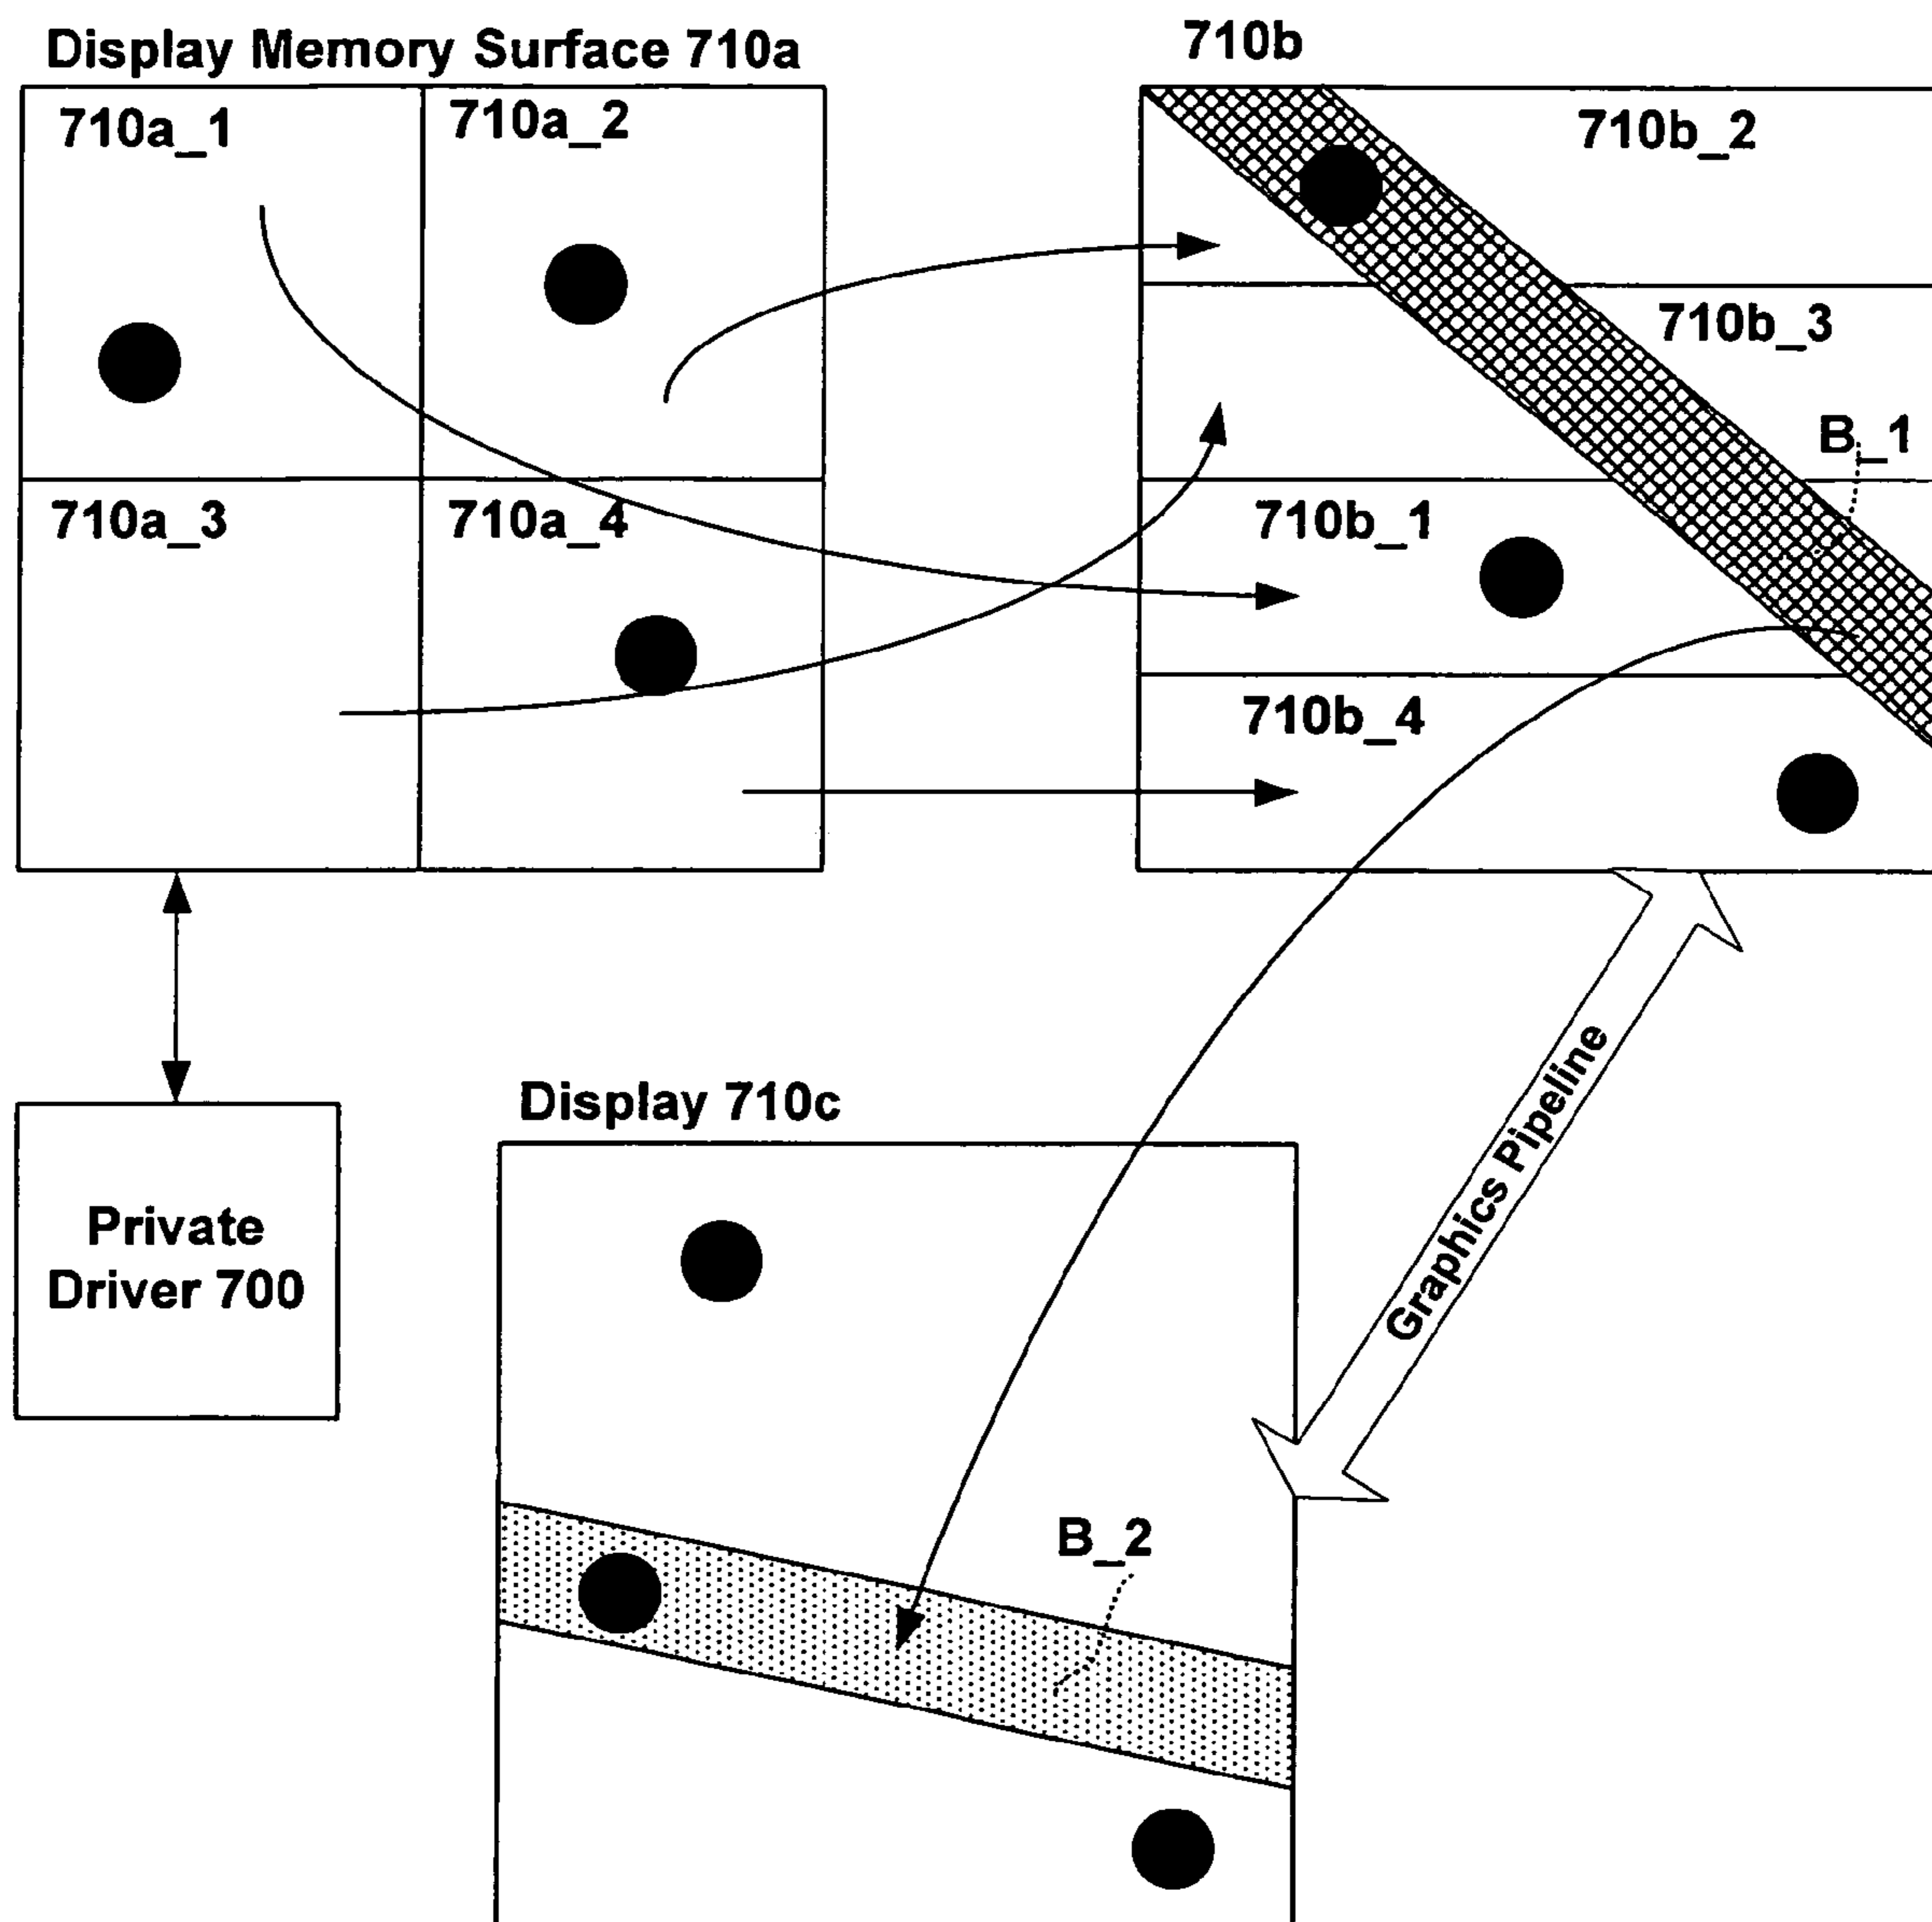 Display Memory Surface 710a
710b
710a_1
710a_2
710b_2
710b_3
B_1
710a_3
710a_4
710b_1
710b_4
Graphics Pipeline
Display 710c
Private
Driver 700
B_2